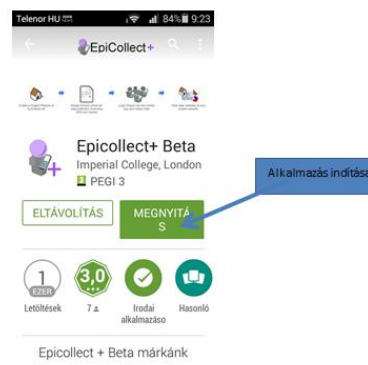 Telenor HU 84% 9:23
EpiCollect+
Epicollect+ Beta
Imperial College, London
3 PEGI 3
ELTÁVOLÍTÁS
MEGNYITÁ
S
Alkalmazás indítása
1
EZER
3,0
Letöltések
7
Irodai
alkalmazáso
Hasonló
Epicollect + Beta márkánk